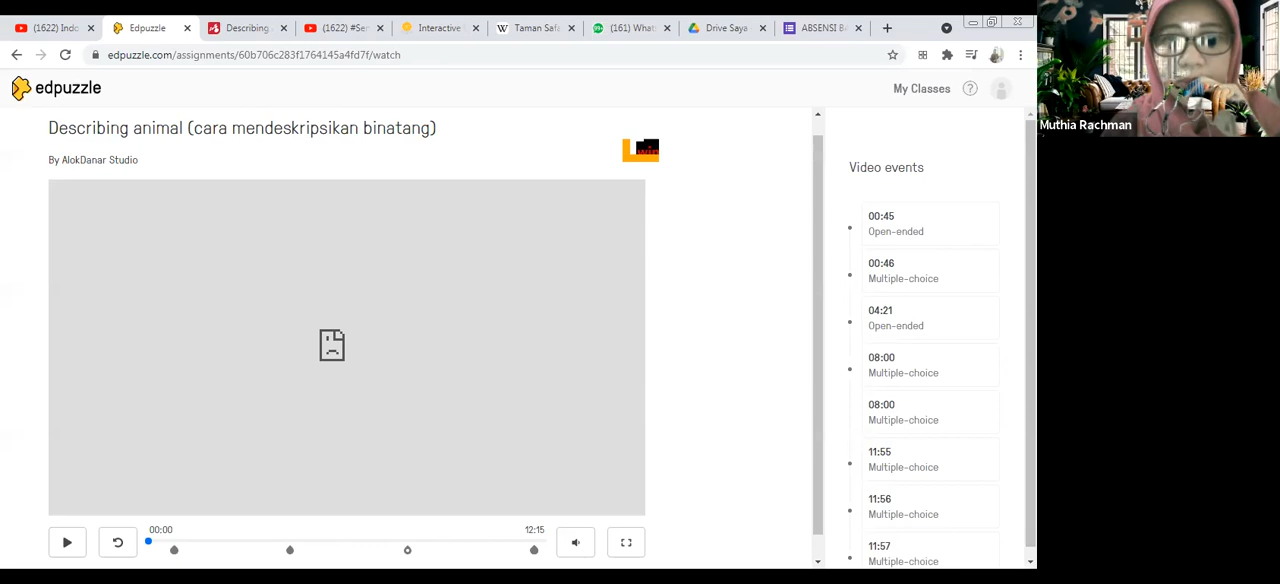 (1622) Indo
Edpuzzle
Describing
(1622) #Ser
Interactive
Taman Safa
(161) What
Drive Saya
ABSENSI B
edpuzzle.com/assignments/60b706c283f1764145a4fd7f/watch
edpuzzle
My Classes
Describing animal (cara mendeskripsikan binatang)
By AlokDanar Studio
Video events
00:45
Open-ended
00:46
Multiple-choice
04:21
Open-ended
08:00
Multiple-choice
08:00
Multiple-choice
11:55
Multiple-choice
11:56
Multiple-choice
11:57
Multiple-choice
00:00
12:15
Muthia Rachman